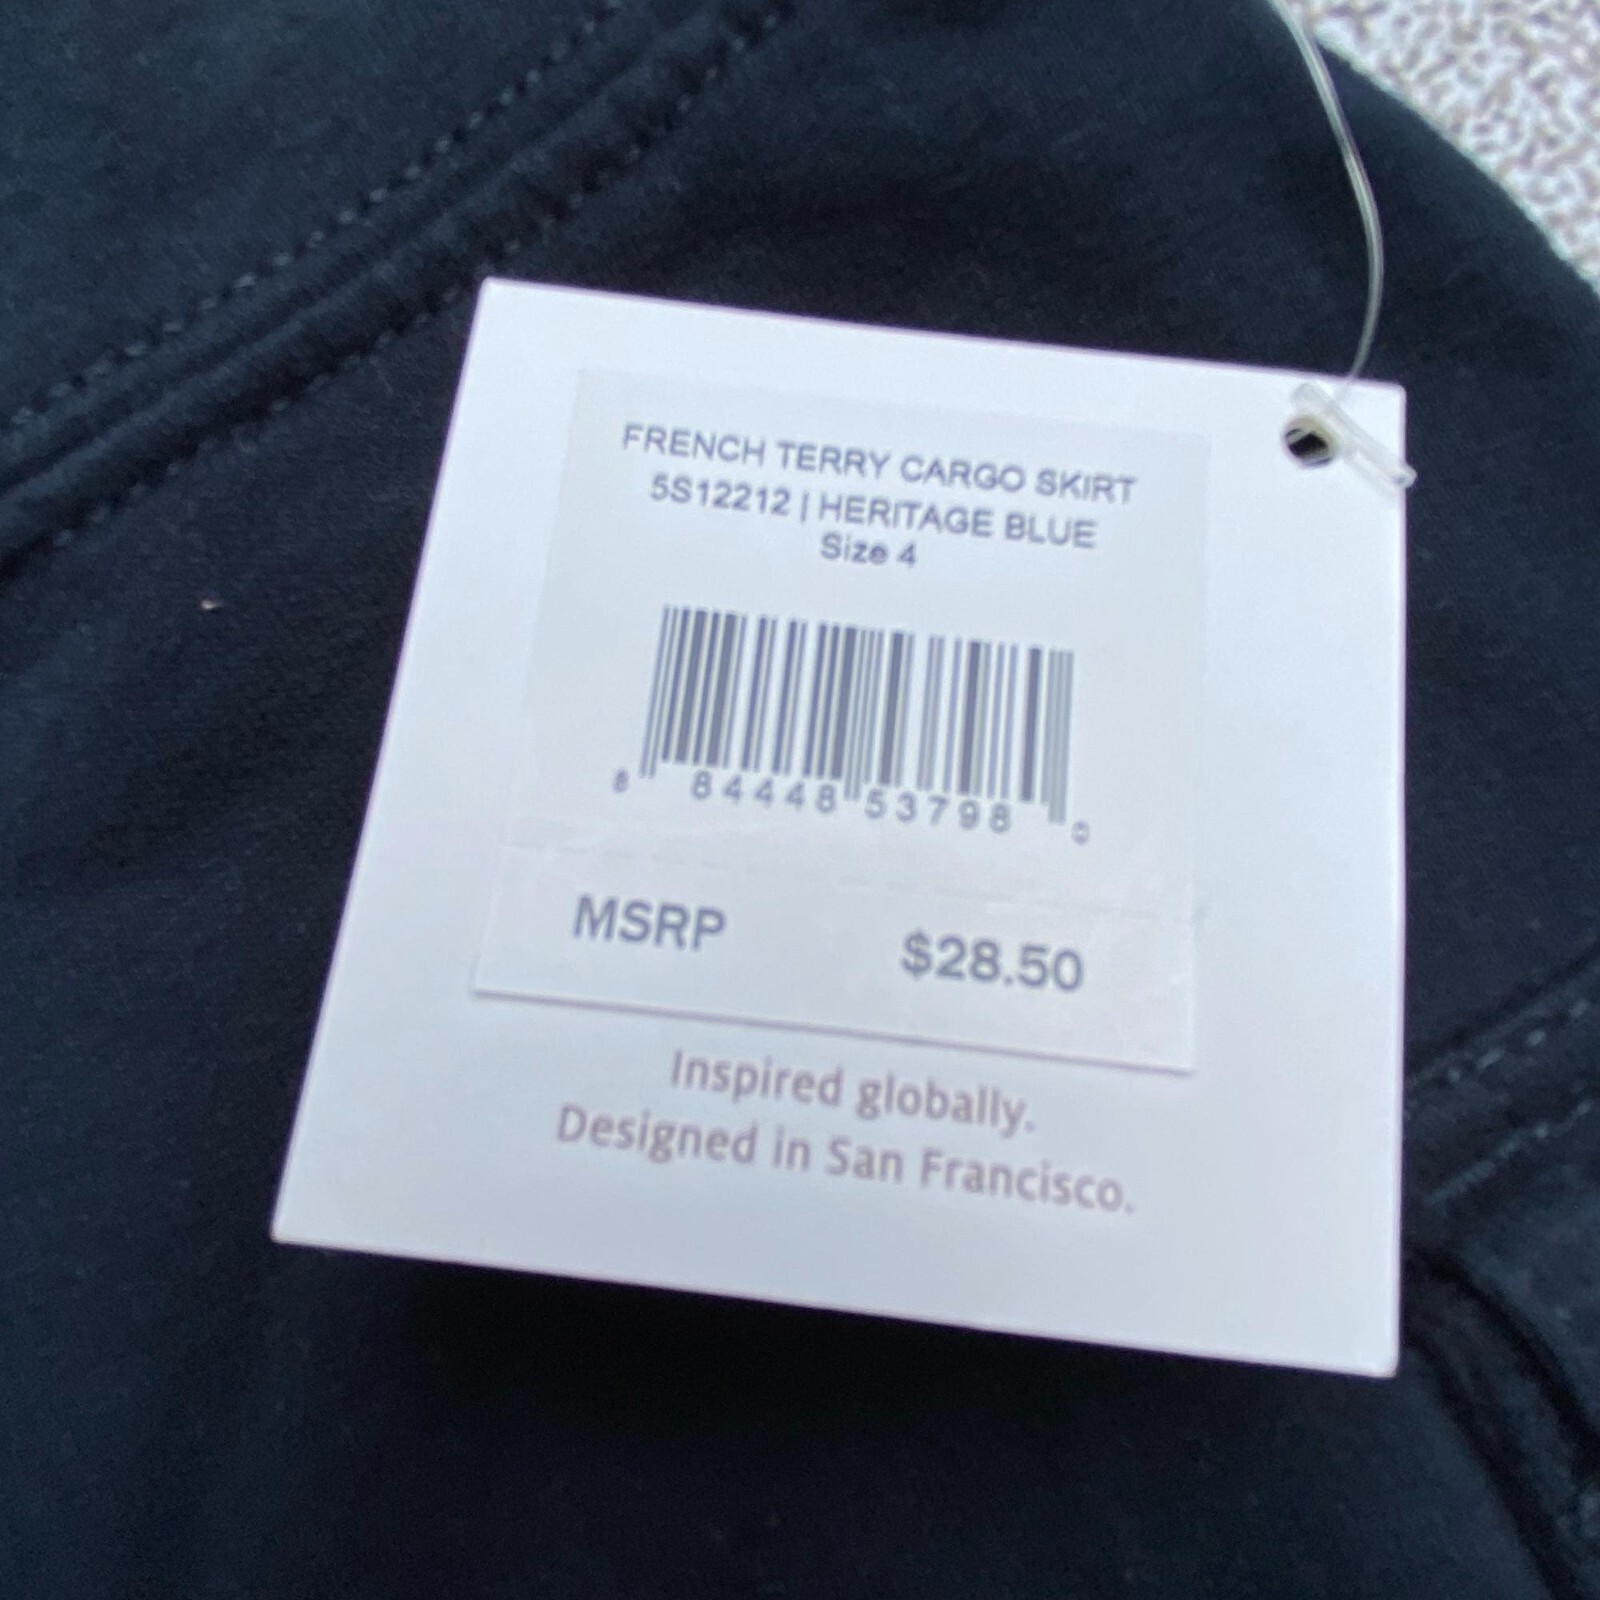 FRENCH TERRY CARGO SKIRT
5S12212 | HERITAGE BLUE
Size 4
8 84448 53798 0
MSRP $28.50
Inspired globally.
Designed in San Francisco.